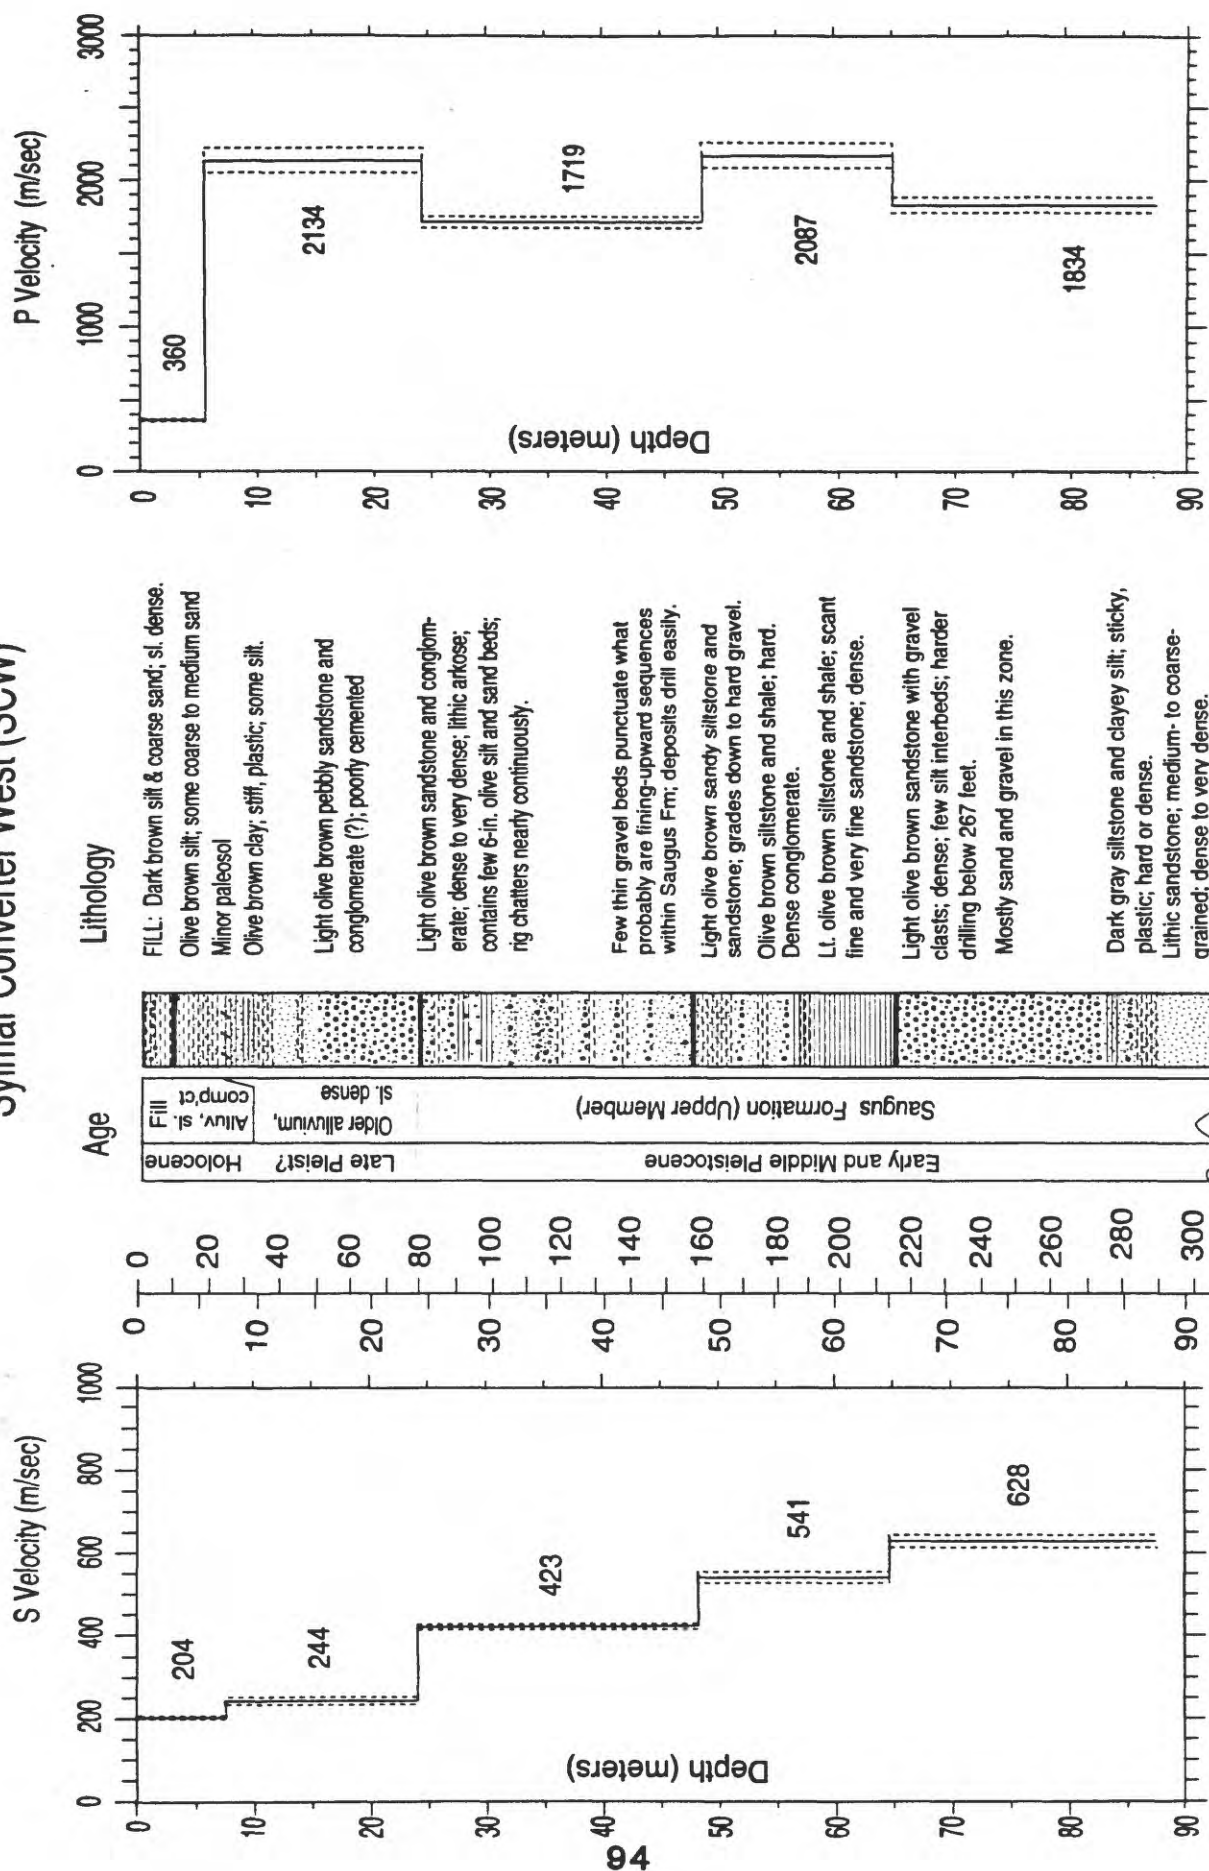 Sylmar Converter West (SCW)
S Velocity (m/sec)
0 200 400 600 800 1000
0
10
20
30
40
50
60
70
80
90
Depth (meters)
204
244
423
541
628
0
10
20
30
40
50
60
70
80
90
0
20
40
60
80
100
120
140
160
180
200
220
240
260
280
300
Age
Holocene
Late Pleist?
Early and Middle Pleistocene
Fill
Alluv, sl.
comp'ct
Older alluvium,
sl. dense
Saugus Formation (Upper Member)
Lithology
FILL: Dark brown silt & coarse sand; sl. dense.
Olive brown silt; some coarse to medium sand
Minor paleosol
Olive brown clay; stiff, plastic; some silt.
Light olive brown pebbly sandstone and
conglomerate (?); poorly cemented
Light olive brown sandstone and conglom-
erate; dense to very dense; lithic arkose;
contains few 6-in. olive silt and sand beds;
rig chatters nearly continuously.
Few thin gravel beds punctuate what
probably are fining-upward sequences
within Saugus Fm; deposits drill easily.
Light olive brown sandy siltstone and
sandstone; grades down to hard gravel.
Olive brown siltstone and shale; hard.
Dense conglomerate.
Lt. olive brown siltstone and shale; scant
fine and very fine sandstone; dense.
Light olive brown sandstone with gravel
clasts; dense; few silt interbeds; harder
drilling below 267 feet.
Mostly sand and gravel in this zone.
Dark gray siltstone and clayey silt; sticky,
plastic; hard or dense.
Lithic sandstone; medium- to coarse-
grained; dense to very dense.
P Velocity (m/sec)
0 1000 2000 3000
0
10
20
30
40
50
60
70
80
90
Depth (meters)
360
2134
1719
2087
1834
94